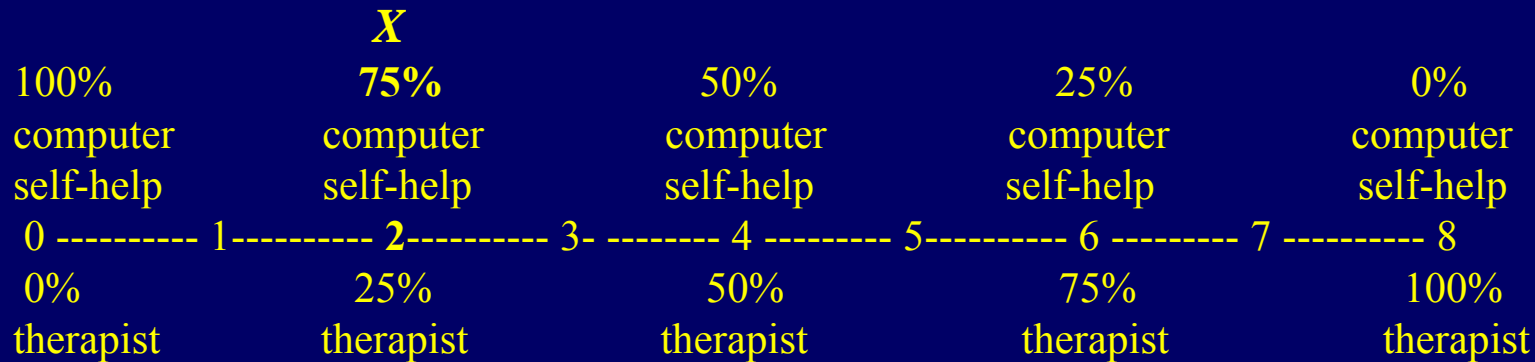 X
100% 75% 50% 25% 0%
computer computer computer computer computer
self-help self-help self-help self-help self-help
0 ---------- 1---------- 2---------- 3- -------- 4 --------- 5---------- 6 --------- 7 ---------- 8
0% 25% 50% 75% 100%
therapist therapist therapist therapist therapist